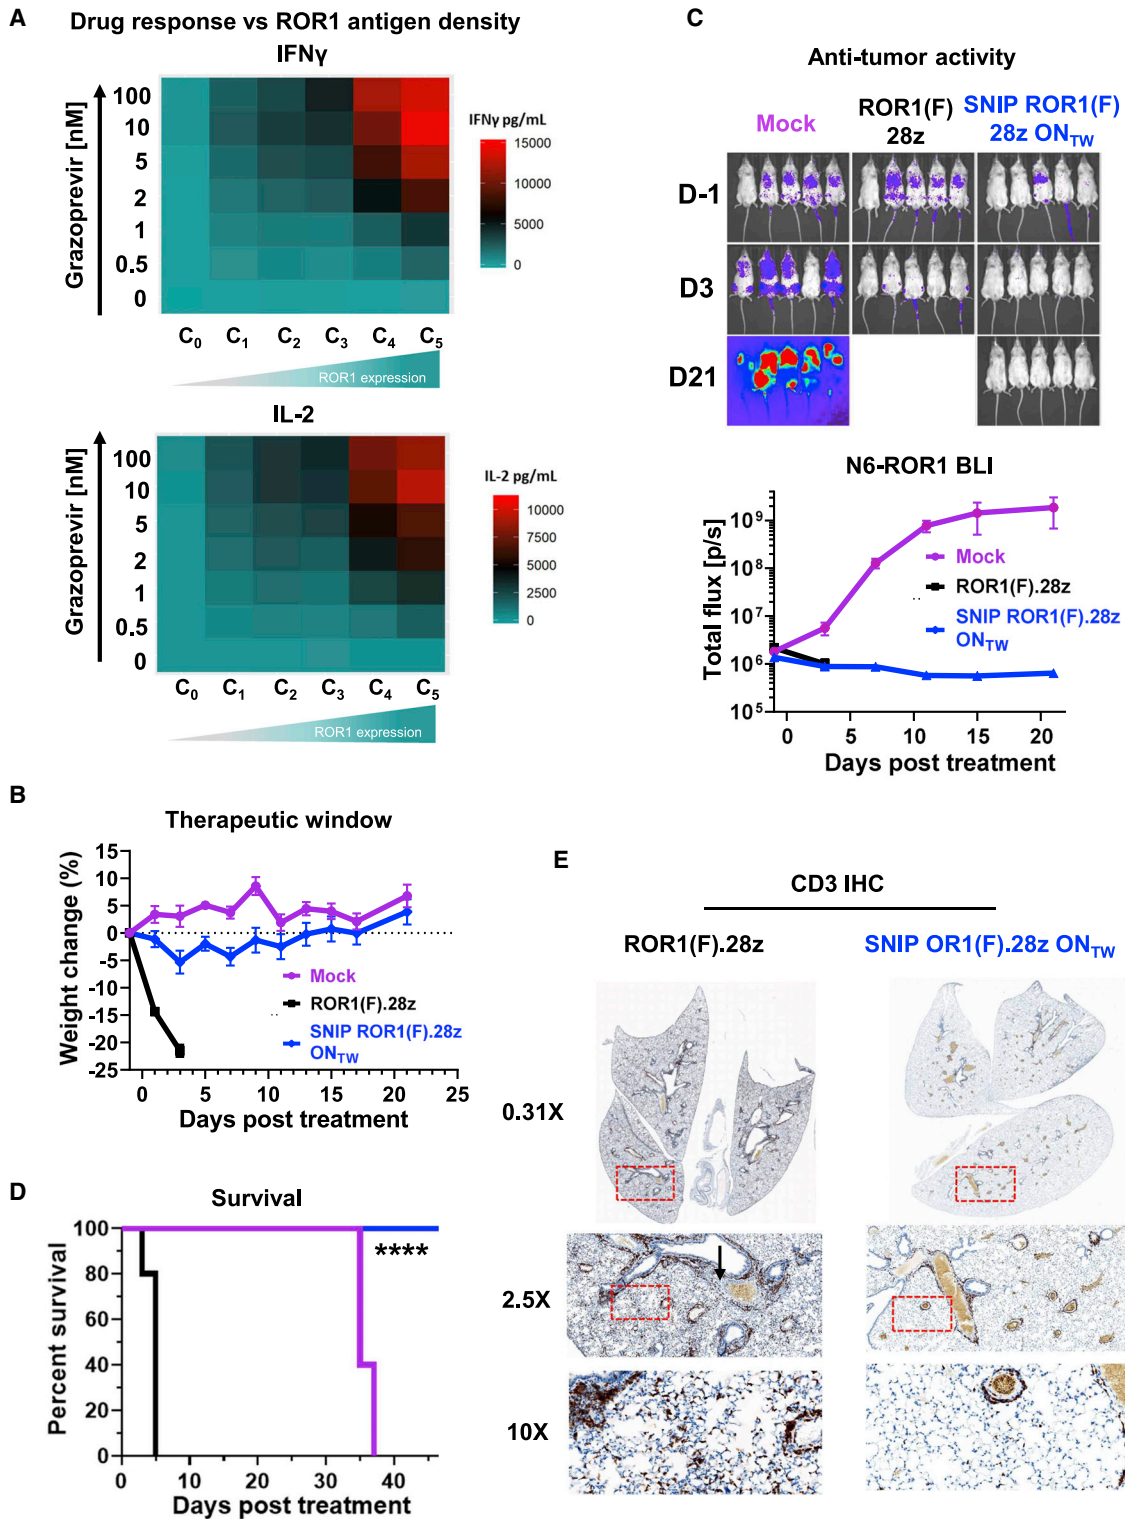 A
Drug response vs ROR1 antigen density
IFNγ
Grazoprevir [nM]
100
10
5
2
1
0.5
0
IFNγ pg/mL
15000
10000
5000
0
C₀ C₁ C₂ C₃ C₄ C₅
ROR1 expression
IL-2
Grazoprevir [nM]
100
10
5
2
1
0.5
0
IL-2 pg/mL
10000
7500
5000
2500
0
C₀ C₁ C₂ C₃ C₄ C₅
ROR1 expression
B
Therapeutic window
Weight change (%)
15
10
5
0
-5
-10
-15
-20
-25
Mock
ROR1(F).28z
SNIP ROR1(F).28z
ON_TW
0 5 10 15 20 25
Days post treatment
C
Anti-tumor activity
Mock
ROR1(F)
28z
SNIP ROR1(F)
28z ON_TW
D-1
D3
D21
N6-ROR1 BLI
Total flux [p/s]
10⁹
10⁸
10⁷
10⁶
10⁵
Mock
ROR1(F).28z
SNIP ROR1(F).28z
ON_TW
0 5 10 15 20
Days post treatment
D
Survival
Percent survival
100
80
60
40
20
0
****
0 10 20 30 40
Days post treatment
E
CD3 IHC
ROR1(F).28z
SNIP OR1(F).28z ON_TW
0.31X
2.5X
10X